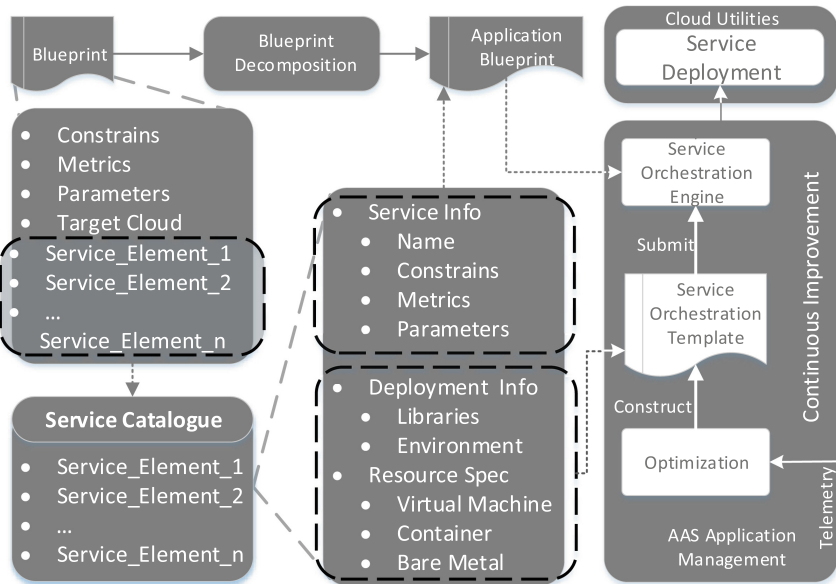 Blueprint
Blueprint
Decomposition
Application
Blueprint
Cloud Utilities
Service
Deployment
• Constrains
• Metrics
• Parameters
• Target Cloud
• Service_Element_1
• Service_Element_2
• ...
Service_Element_n
Service Catalogue
• Service_Element_1
• Service_Element_2
• ...
• Service_Element_n
• Service Info
• Name
• Constrains
• Metrics
• Parameters
• Deployment Info
• Libraries
• Environment
• Resource Spec
• Virtual Machine
• Container
• Bare Metal
Service
Orchestration
Engine
Submit
Service
Orchestration
Template
Construct
Optimization
Continuous Improvement
Telemetry
AAS Application
Management